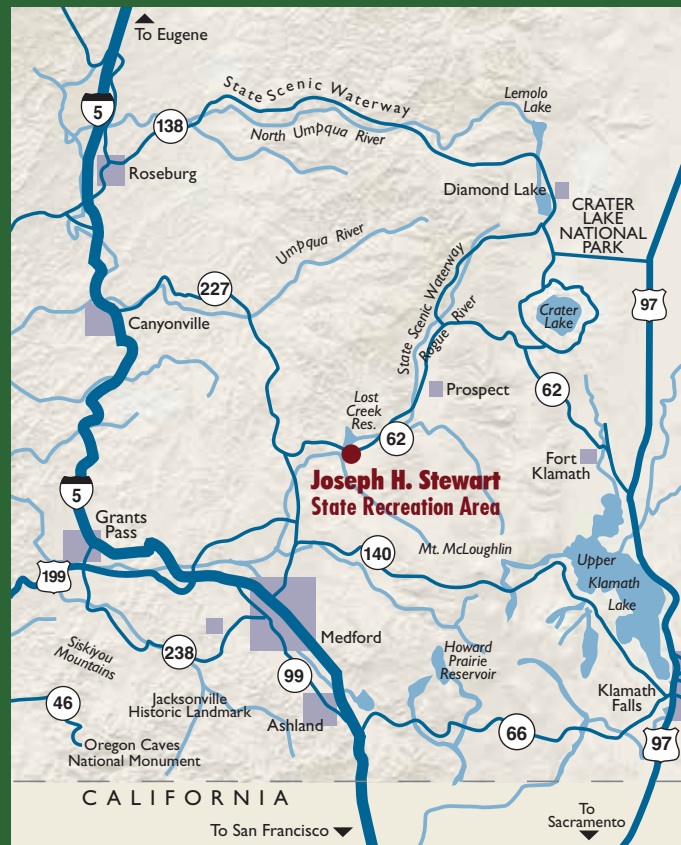 To Eugene
State Scenic Waterway
Lemolo
Lake
5
138
North Umpqua River
Roseburg
Diamond Lake
CRATER
LAKE
NATIONAL
PARK
Umpqua River
State Scenic Waterway
Rogue River
227
97
Crater
Lake
Canyonville
Prospect
62
Lost
Creek
Res.
62
Fort
Klamath
Joseph H. Stewart
State Recreation Area
5
Grants
Pass
140
Mt. McLoughlin
Upper
Klamath
Lake
199
Medford
Siskiyou
Mountains
238
99
Howard
Prairie
Reservoir
46
Jacksonville
Historic Landmark
Ashland
66
Klamath
Falls
Oregon Caves
National Monument
97
CALIFORNIA
To
Sacramento
To San Francisco